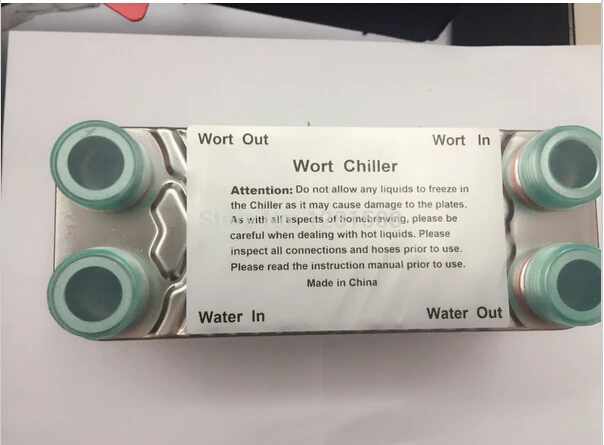 Wort Out Wort In
Wort Chiller
Attention: Do not allow any liquids to freeze in
the Chiller as it may cause damage to the plates.
As with all aspects of homebrewing, please be
careful when dealing with hot liquids. Please
inspect all connections and hoses prior to use.
Please read the instruction manual prior to use.
Made in China
Water In Water Out